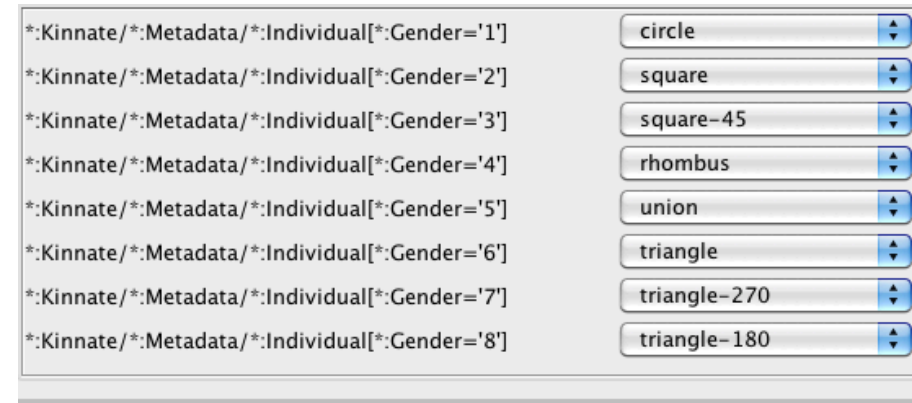 *:Kinnate/*:Metadata/*:Individual[*:Gender='1'] circle
*:Kinnate/*:Metadata/*:Individual[*:Gender='2'] square
*:Kinnate/*:Metadata/*:Individual[*:Gender='3'] square-45
*:Kinnate/*:Metadata/*:Individual[*:Gender='4'] rhombus
*:Kinnate/*:Metadata/*:Individual[*:Gender='5'] union
*:Kinnate/*:Metadata/*:Individual[*:Gender='6'] triangle
*:Kinnate/*:Metadata/*:Individual[*:Gender='7'] triangle-270
*:Kinnate/*:Metadata/*:Individual[*:Gender='8'] triangle-180